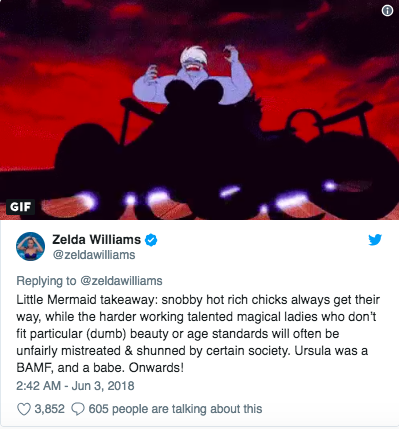 GIF
Zelda Williams
@zeldawilliams
Replying to @zeldawilliams
Little Mermaid takeaway: snobby hot rich chicks always get their
way, while the harder working talented magical ladies who don't
fit particular (dumb) beauty or age standards will often be
unfairly mistreated & shunned by certain society. Ursula was a
BAMF, and a babe. Onwards!
2:42 AM - Jun 3, 2018
3,852 605 people are talking about this